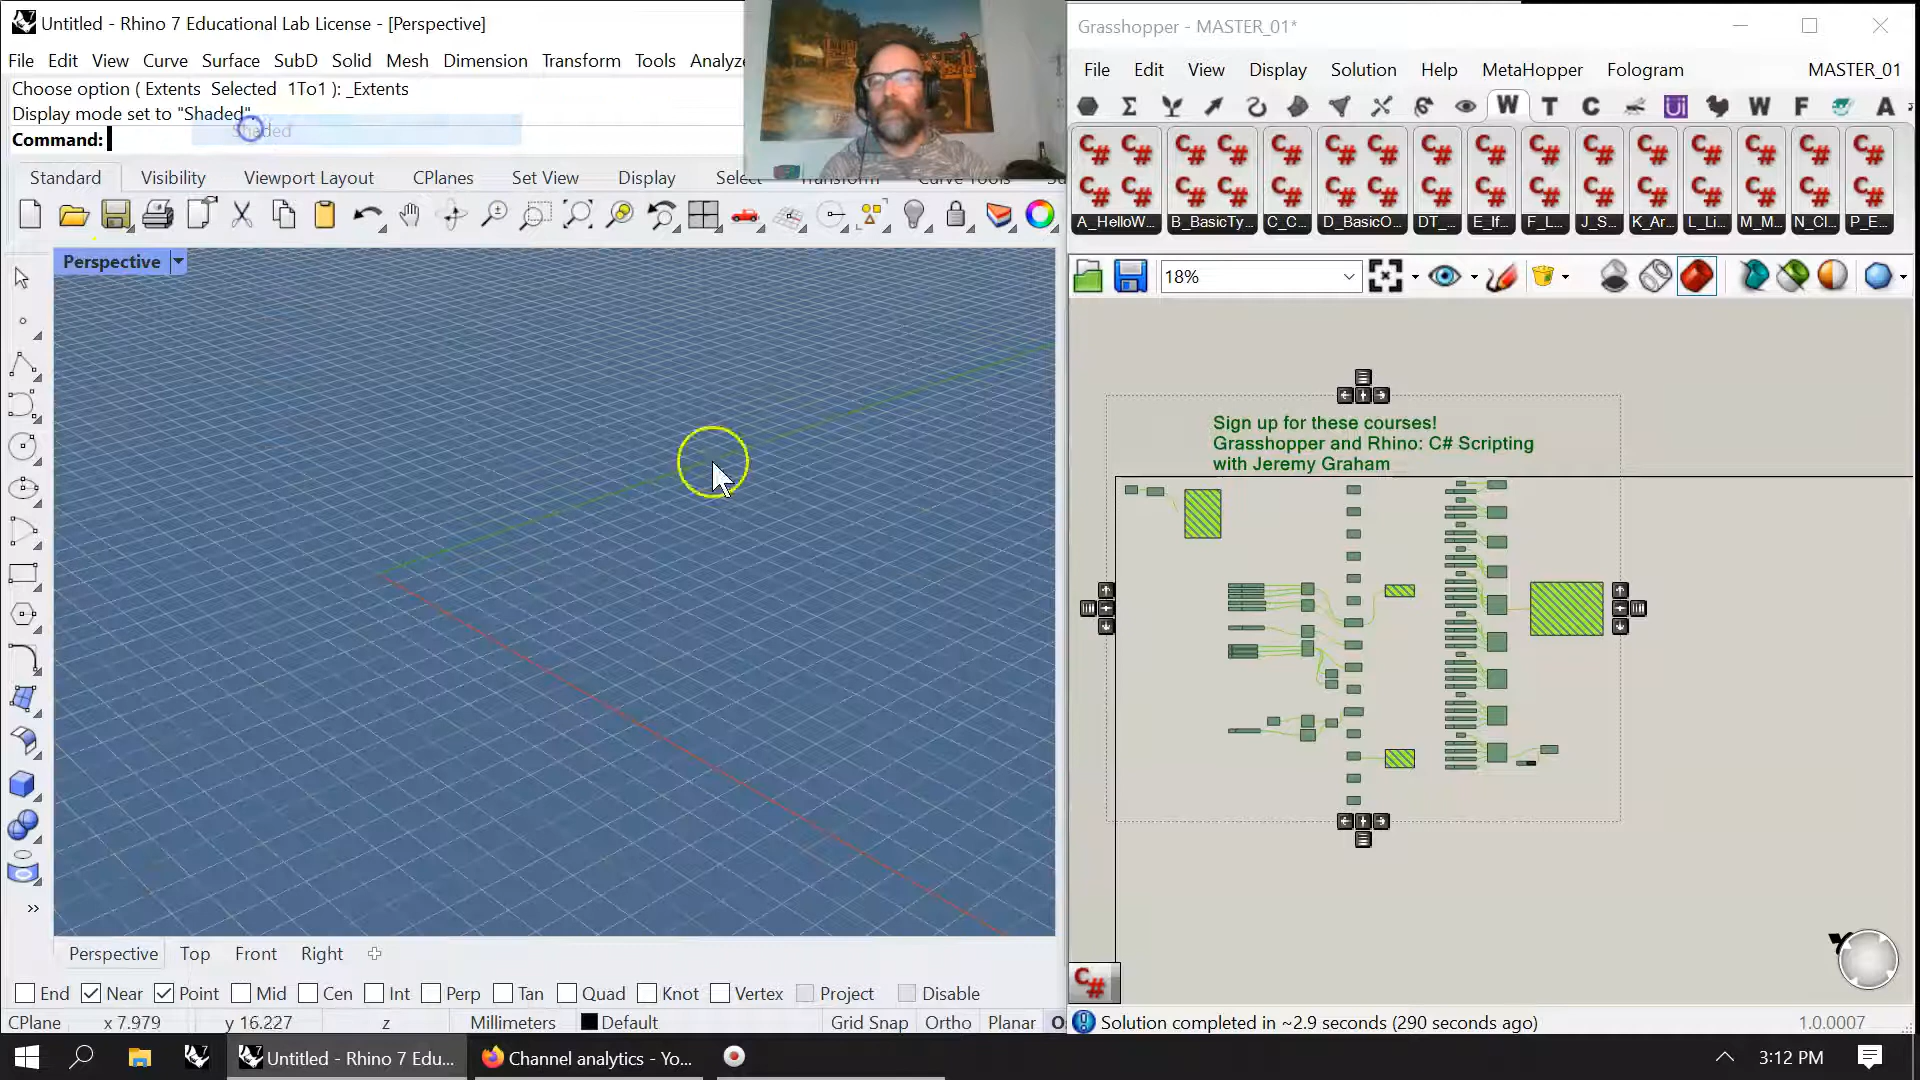 Untitled - Rhino 7 Educational Lab License - [Perspective]
File Edit View Curve Surface SubD Solid Mesh Dimension Transform Tools Analyze
Choose option ( Extents Selected 1To1 ): _Extents
Display mode set to "Shaded".
Shaded
Command:
Standard Visibility Viewport Layout CPlanes Set View Display Select Transform Curve Tools
Perspective
Perspective Top Front Right
End Near Point Mid Cen Int Perp Tan Quad Knot Vertex Project Disable
CPlane x 7.979 y 16.227 z Millimeters Default Grid Snap Ortho Planar
Grasshopper - MASTER_01*
File Edit View Display Solution Help MetaHopper Fologram MASTER_01
W T C Ui W F A
A_HelloW... B_BasicTy... C_C... D_BasicO... DT_... E_If... F_L... J_S... K_Ar... L_Li... M_M... N_Cl... P_E...
18%
Sign up for these courses!
Grasshopper and Rhino: C# Scripting
with Jeremy Graham
C#
Solution completed in ~2.9 seconds (290 seconds ago) 1.0.0007
Untitled - Rhino 7 Edu... Channel analytics - Yo... 3:12 PM